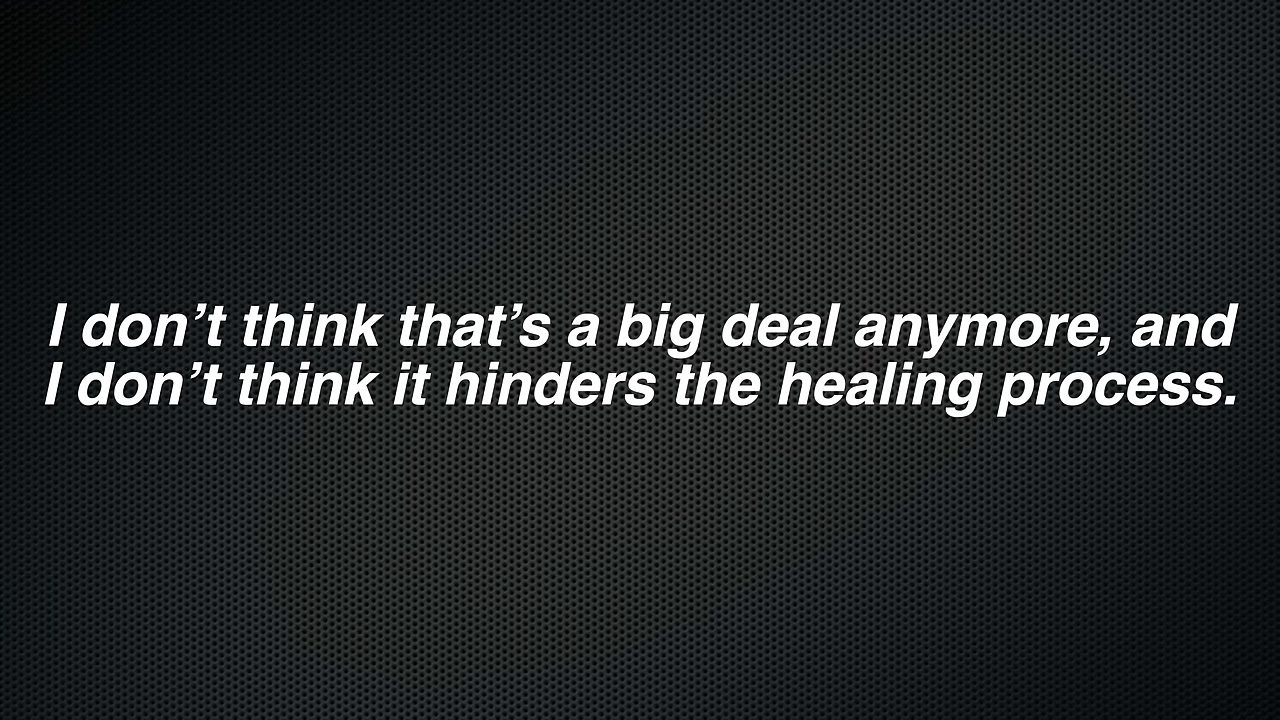 I don’t think that’s a big deal anymore, and
I don’t think it hinders the healing process.